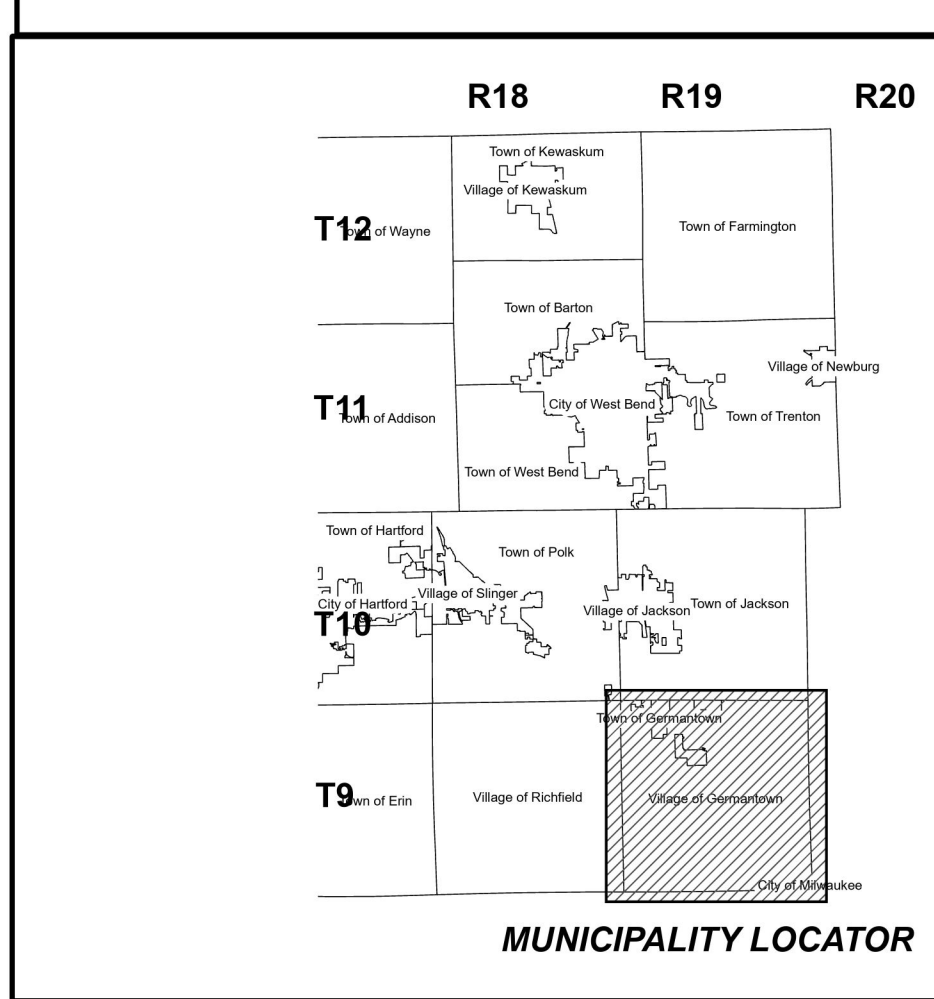 R18
R19
R20
Town of Kewaskum
Village of Kewaskum
T12
Town of Wayne
Town of Farmington
Town of Barton
Village of Newburg
T11
Town of Addison
City of West Bend
Town of Trenton
Town of West Bend
Town of Hartford
Town of Polk
Village of Slinger
City of Hartford
Village of Jackson
Town of Jackson
T10
Town of Germantown
T9
Town of Erin
Village of Richfield
Village of Germantown
City of Milwaukee
MUNICIPALITY LOCATOR